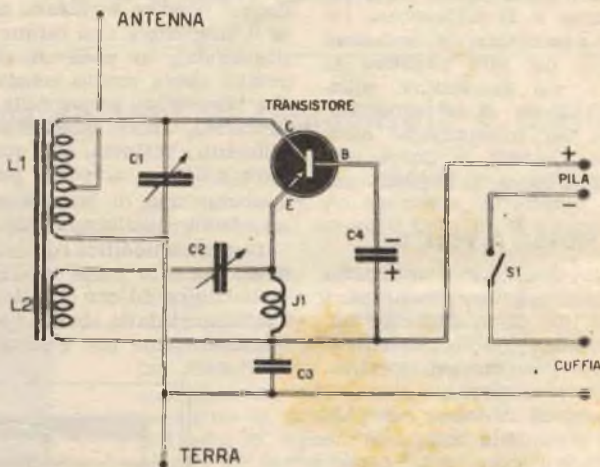 ANTENNA
TRANSISTORE
L1
C1
C
B
E
+
PILA
-
C2
C4
-
+
S1
L2
J1
C3
CUFFIA
TERRA